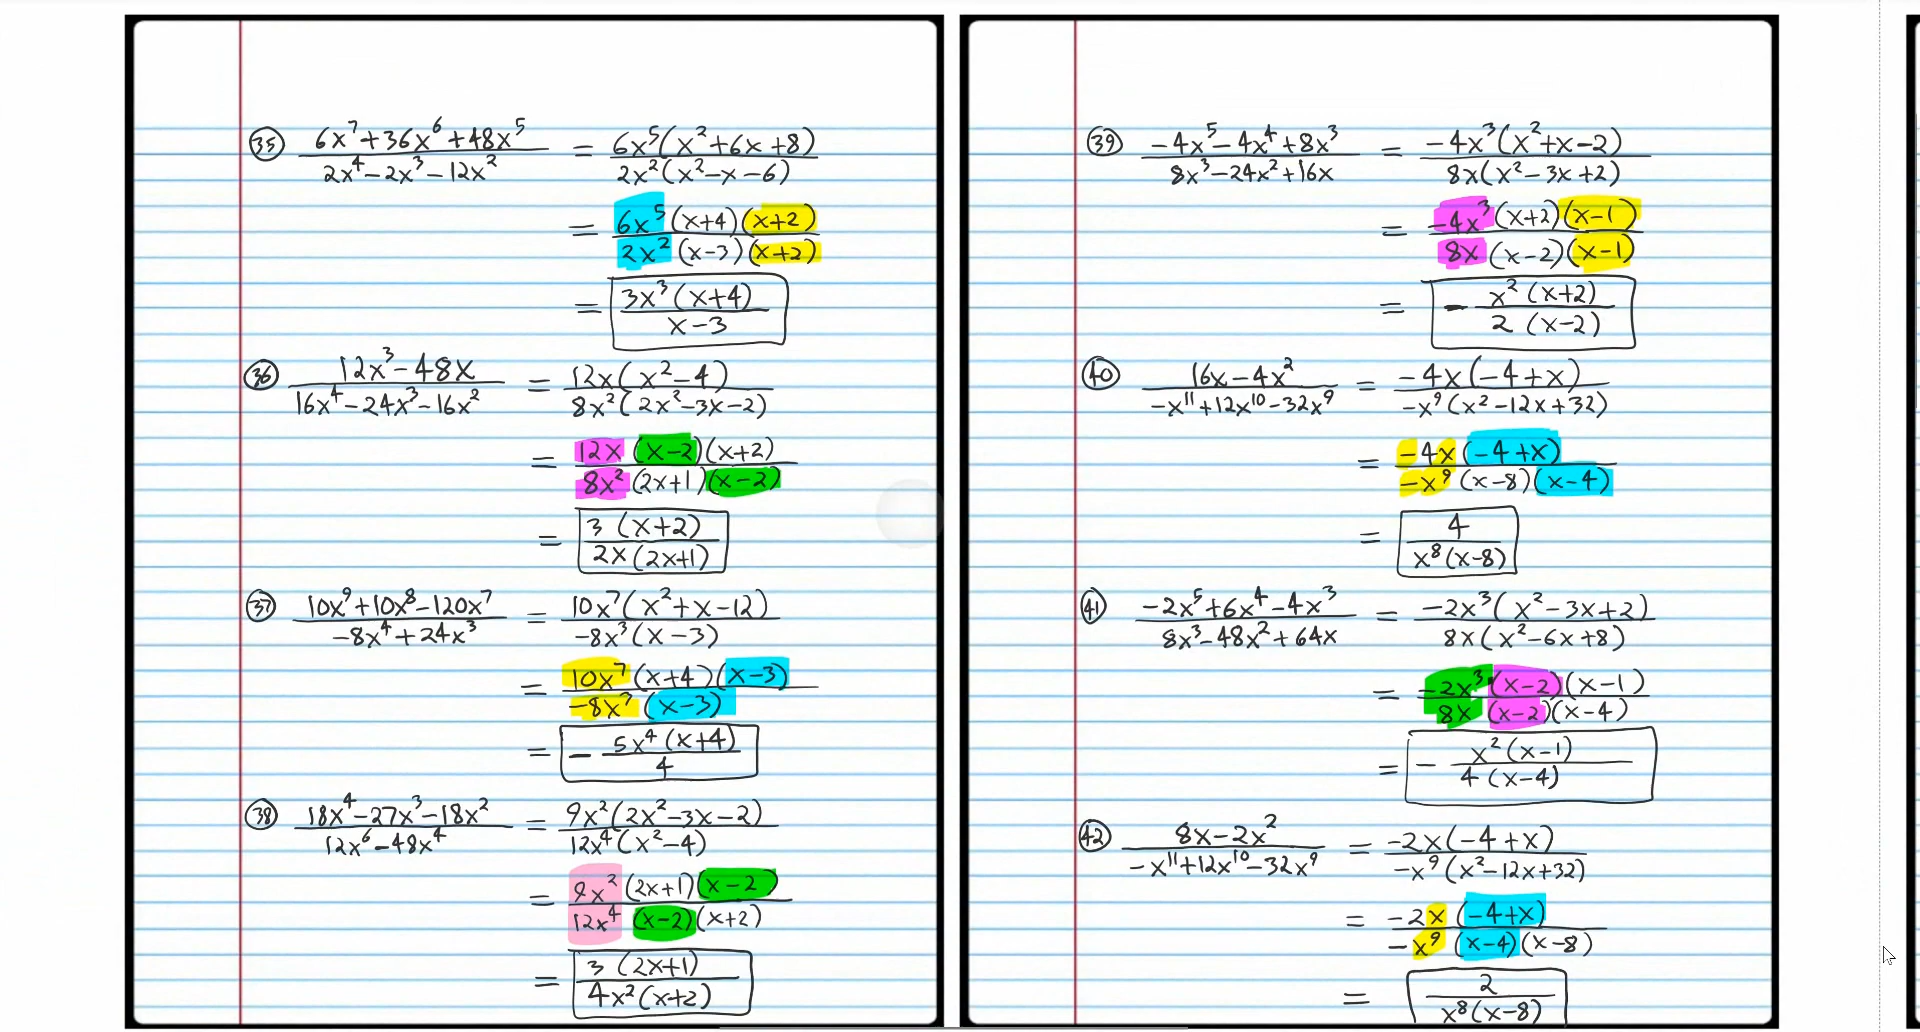 35 (6x^7+36x^6+48x^5)/(2x^4-2x^3-12x^2) = 6x^5(x^2+6x+8)/2x^2(x^2-x-6)
= 6x^5(x+4)(x+2)/2x^2(x-3)(x+2)
= 3x^3(x+4)/x-3
36 (12x^3-48x)/(16x^4-24x^3-16x^2) = 12x(x^2-4)/8x^2(2x^2-3x-2)
= 12x(x-2)(x+2)/8x^2(2x+1)(x-2)
= 3(x+2)/2x(2x+1)
37 (10x^9+10x^8-120x^7)/(-8x^4+24x^3) = 10x^7(x^2+x-12)/-8x^3(x-3)
= 10x^7(x+4)(x-3)/-8x^3(x-3)
= - 5x^4(x+4)/4
38 (18x^4-27x^3-18x^2)/(12x^6-48x^4) = 9x^2(2x^2-3x-2)/12x^4(x^2-4)
= 9x^2(2x+1)(x-2)/12x^4(x-2)(x+2)
= 3(2x+1)/4x^2(x+2)
39 (-4x^5-4x^4+8x^3)/(8x^3-24x^2+16x) = -4x^3(x^2+x-2)/8x(x^2-3x+2)
= -4x^3(x+2)(x-1)/8x(x-2)(x-1)
= - x^2(x+2)/2(x-2)
40 (16x-4x^2)/(-x^11+12x^10-32x^9) = -4x(-4+x)/-x^9(x^2-12x+32)
= -4x(-4+x)/-x^9(x-8)(x-4)
= 4/x^8(x-8)
41 (-2x^5+6x^4-4x^3)/(8x^3-48x^2+64x) = -2x^3(x^2-3x+2)/8x(x^2-6x+8)
= -2x^3(x-2)(x-1)/8x(x-2)(x-4)
= - x^2(x-1)/4(x-4)
42 (8x-2x^2)/(-x^11+12x^10-32x^9) = -2x(-4+x)/-x^9(x^2-12x+32)
= -2x(-4+x)/-x^9(x-4)(x-8)
= 2/x^8(x-8)